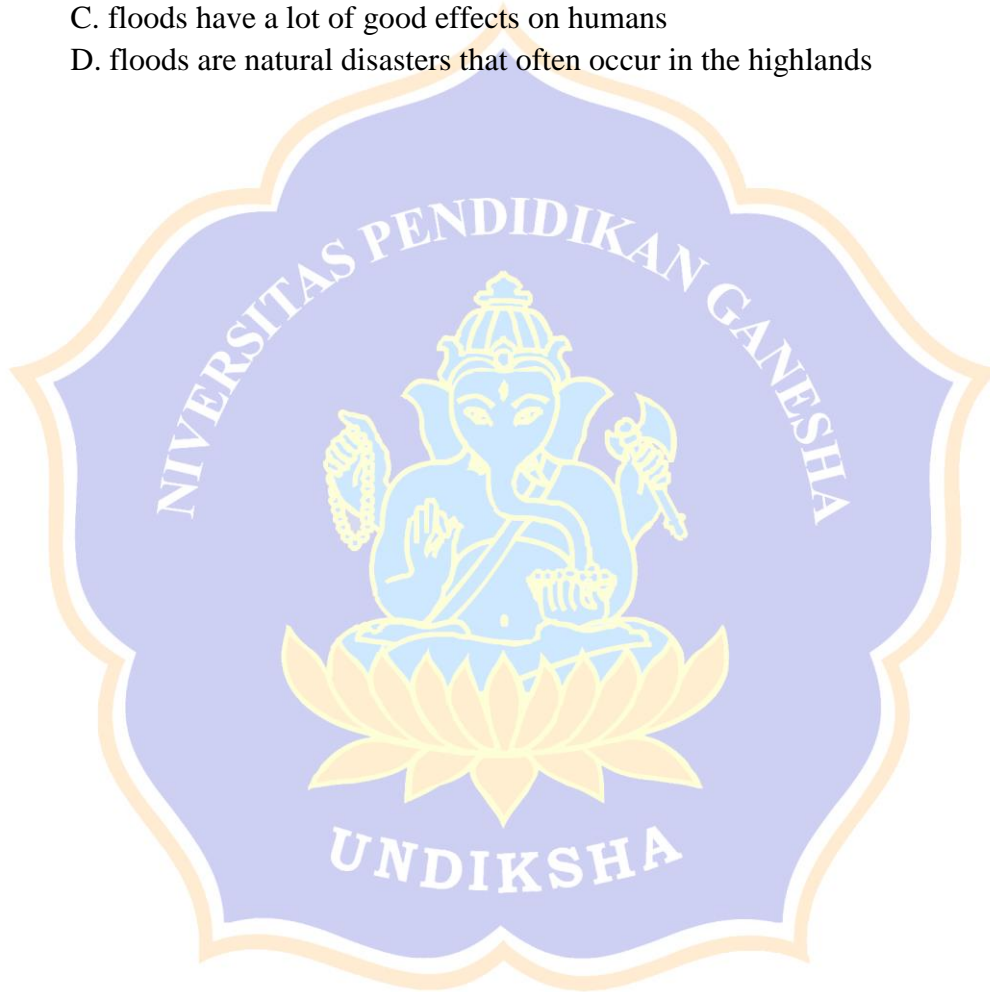 C. floods have a lot of good effects on humans
D. floods are natural disasters that often occur in the highlands
NIVERSITAS PENDIDIKAN GANESHA
UNDIKSHA